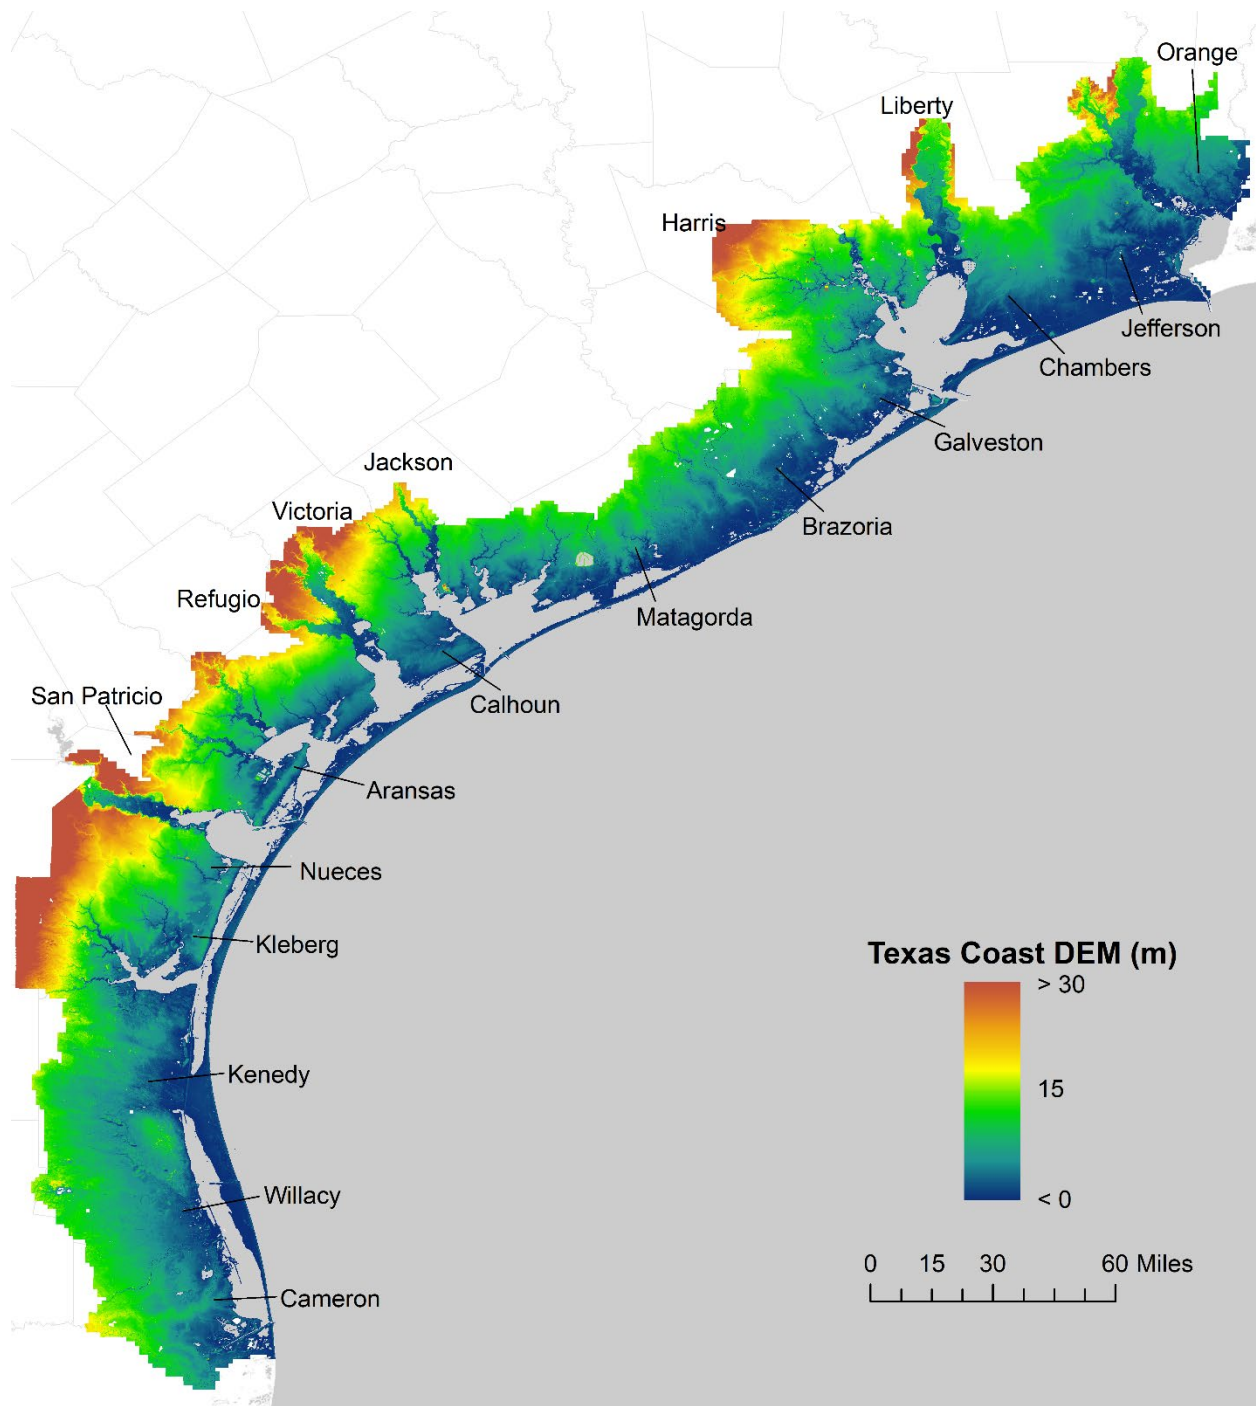 Orange
Liberty
Harris
Jefferson
Chambers
Galveston
Jackson
Victoria
Brazoria
Refugio
Matagorda
San Patricio
Calhoun
Aransas
Nueces
Kleberg
Texas Coast DEM (m)
> 30
15
< 0
Kenedy
Willacy
Cameron
0 15 30 60 Miles